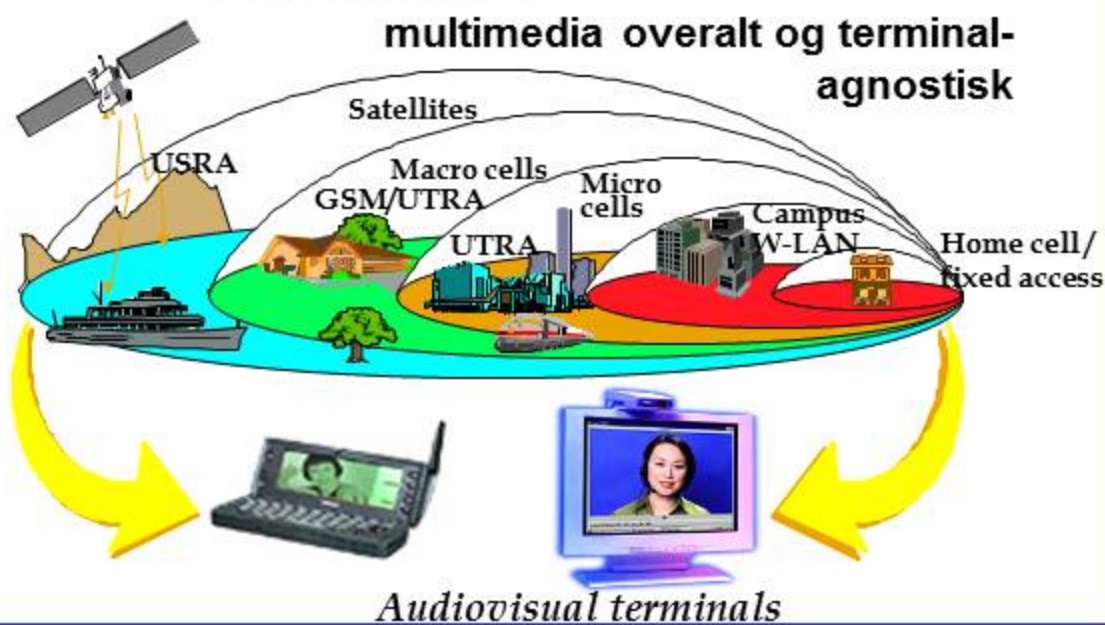 multimedia overalt og terminal-
agnostisk
Satellites
USRA
Macro cells
GSM/UTRA
Micro
cells
UTRA
Campus
W-LAN
Home cell/
fixed access
Audiovisual terminals